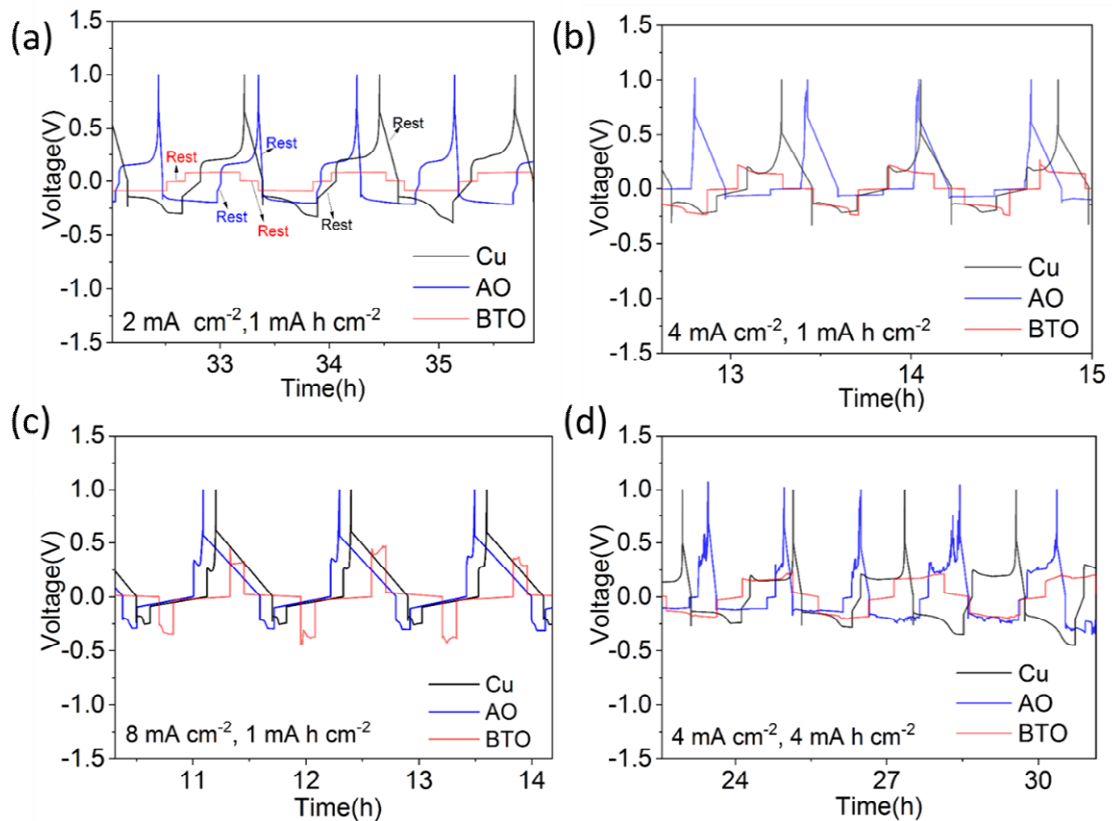 (a)
1.5
1.0
0.5
0.0
-0.5
-1.0
-1.5
Voltage(V)
Rest
Rest
Rest
Rest
Rest
Rest
Cu
AO
BTO
2 mA cm-2,1 mA h cm-2
33 34 35
Time(h)
(b)
1.5
1.0
0.5
0.0
-0.5
-1.0
-1.5
Voltage(V)
Cu
AO
BTO
4 mA cm-2, 1 mA h cm-2
13 14 15
Time(h)
(c)
1.5
1.0
0.5
0.0
-0.5
-1.0
-1.5
Voltage(V)
Cu
AO
BTO
8 mA cm-2, 1 mA h cm-2
11 12 13 14
Time(h)
(d)
1.5
1.0
0.5
0.0
-0.5
-1.0
-1.5
Voltage(V)
Cu
AO
BTO
4 mA cm-2, 4 mA h cm-2
24 27 30
Time(h)